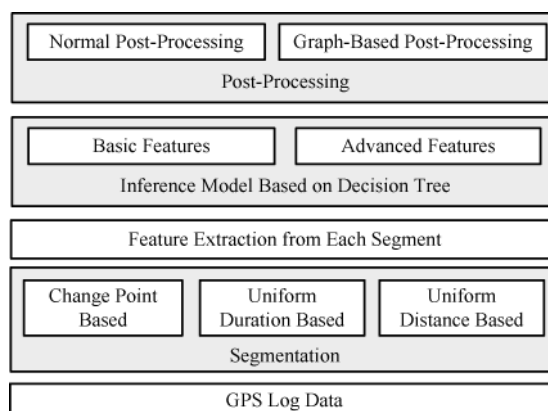 Normal Post-Processing
Graph-Based Post-Processing
Post-Processing
Basic Features
Advanced Features
Inference Model Based on Decision Tree
Feature Extraction from Each Segment
Change Point
Based
Uniform
Duration Based
Uniform
Distance Based
Segmentation
GPS Log Data